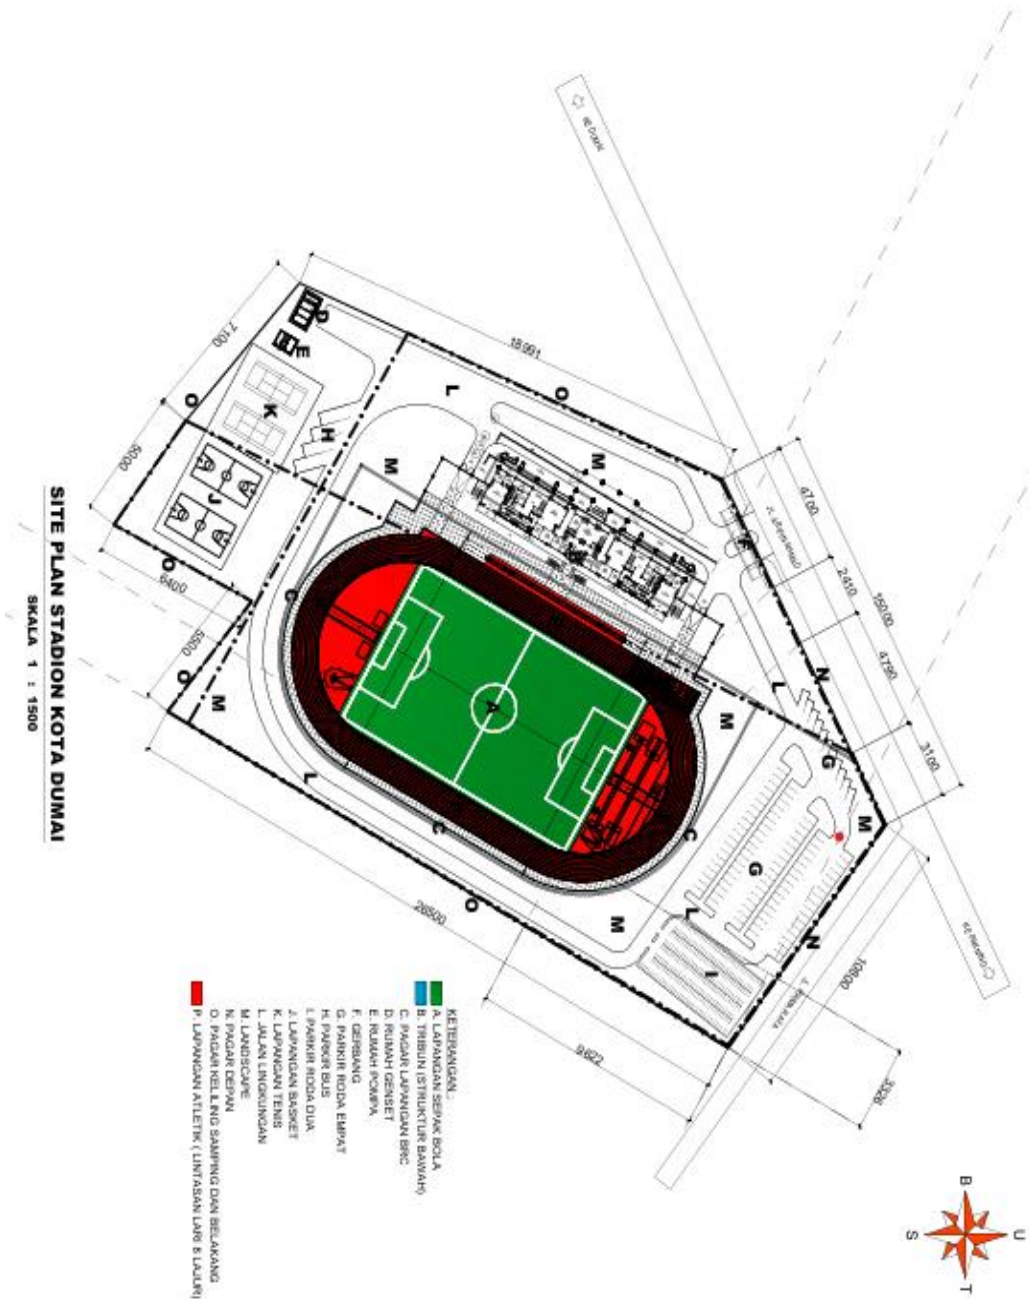 SITE PLAN STADION KOTA DUMAI
SKALA 1 : 1500
KETERANGAN :
A. LAPANGAN SEPAK BOLA
B. TRIBUN (STRUKTUR BAWAH)
C. PAGAR LAPANGAN BRC
D. RUMAH GENSET
E. RUMAH POMPA
F. GERBANG
G. PARKIR RODA EMPAT
H. PARKIR BUS
I. PARKIR RODA DUA
J. LAPANGAN BASKET
K. LAPANGAN TENIS
L. JALAN LINGKUNGAN
M. LANDSCAPE
N. PAGAR DEPAN
O. PAGAR KELILING SAMPING DAN BELAKANG
P. LAPANGAN ATLETIK ( LINTASAN LARI 8 LAJUR)
B
U
S
T
18991
7100
5000
6400
26500
9422
10800
3326
15000
4700
2410
4790
3100
D
E
K
H
J
O
O
O
O
O
L
L
L
L
M
M
M
M
M
M
C
C
C
A
N
N
G
G
I